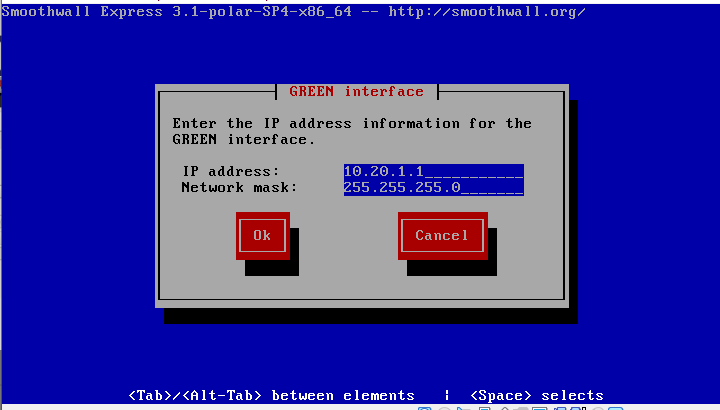 Smoothwall Express 3.1-polar-SP4-x86_64 -- http://smoothwall.org/
GREEN interface
Enter the IP address information for the
GREEN interface.
IP address: 10.20.1.1___________
Network mask: 255.255.255.0_______
Ok Cancel
<Tab>/<Alt-Tab> between elements | <Space> selects